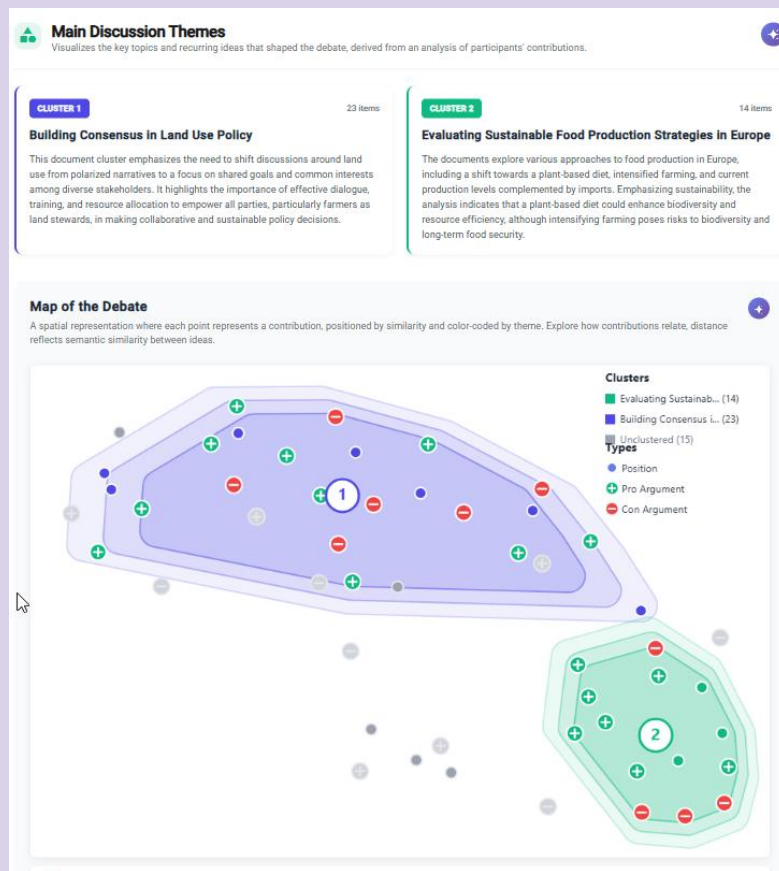 Main Discussion Themes
Visualizes the key topics and recurring ideas that shaped the debate, derived from an analysis of participants' contributions.
CLUSTER 1
23 items
Building Consensus in Land Use Policy
This document cluster emphasizes the need to shift discussions around land
use from polarized narratives to a focus on shared goals and common interests
among diverse stakeholders. It highlights the importance of effective dialogue,
training, and resource allocation to empower all parties, particularly farmers as
land stewards, in making collaborative and sustainable policy decisions.
CLUSTER 2
14 items
Evaluating Sustainable Food Production Strategies in Europe
The documents explore various approaches to food production in Europe,
including a shift towards a plant-based diet, intensified farming, and current
production levels complemented by imports. Emphasizing sustainability, the
analysis indicates that a plant-based diet could enhance biodiversity and
resource efficiency, although intensifying farming poses risks to biodiversity and
long-term food security.
Map of the Debate
A spatial representation where each point represents a contribution, positioned by similarity and color-coded by theme. Explore how contributions relate, distance
reflects semantic similarity between ideas.
Clusters
Evaluating Sustainab... (14)
Building Consensus i... (23)
Unclustered (15)
Types
Position
Pro Argument
Con Argument
1
2